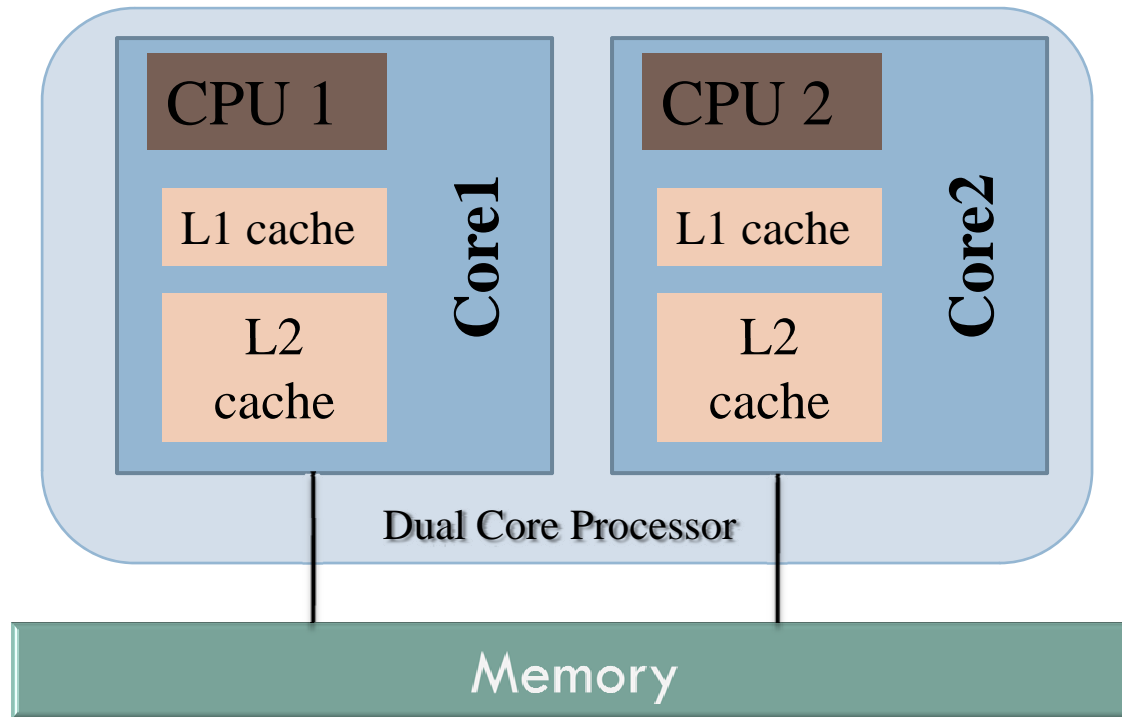 CPU 1
L1 cache
L2
cache
Core1
CPU 2
L1 cache
L2
cache
Core2
Dual Core Processor
Memory